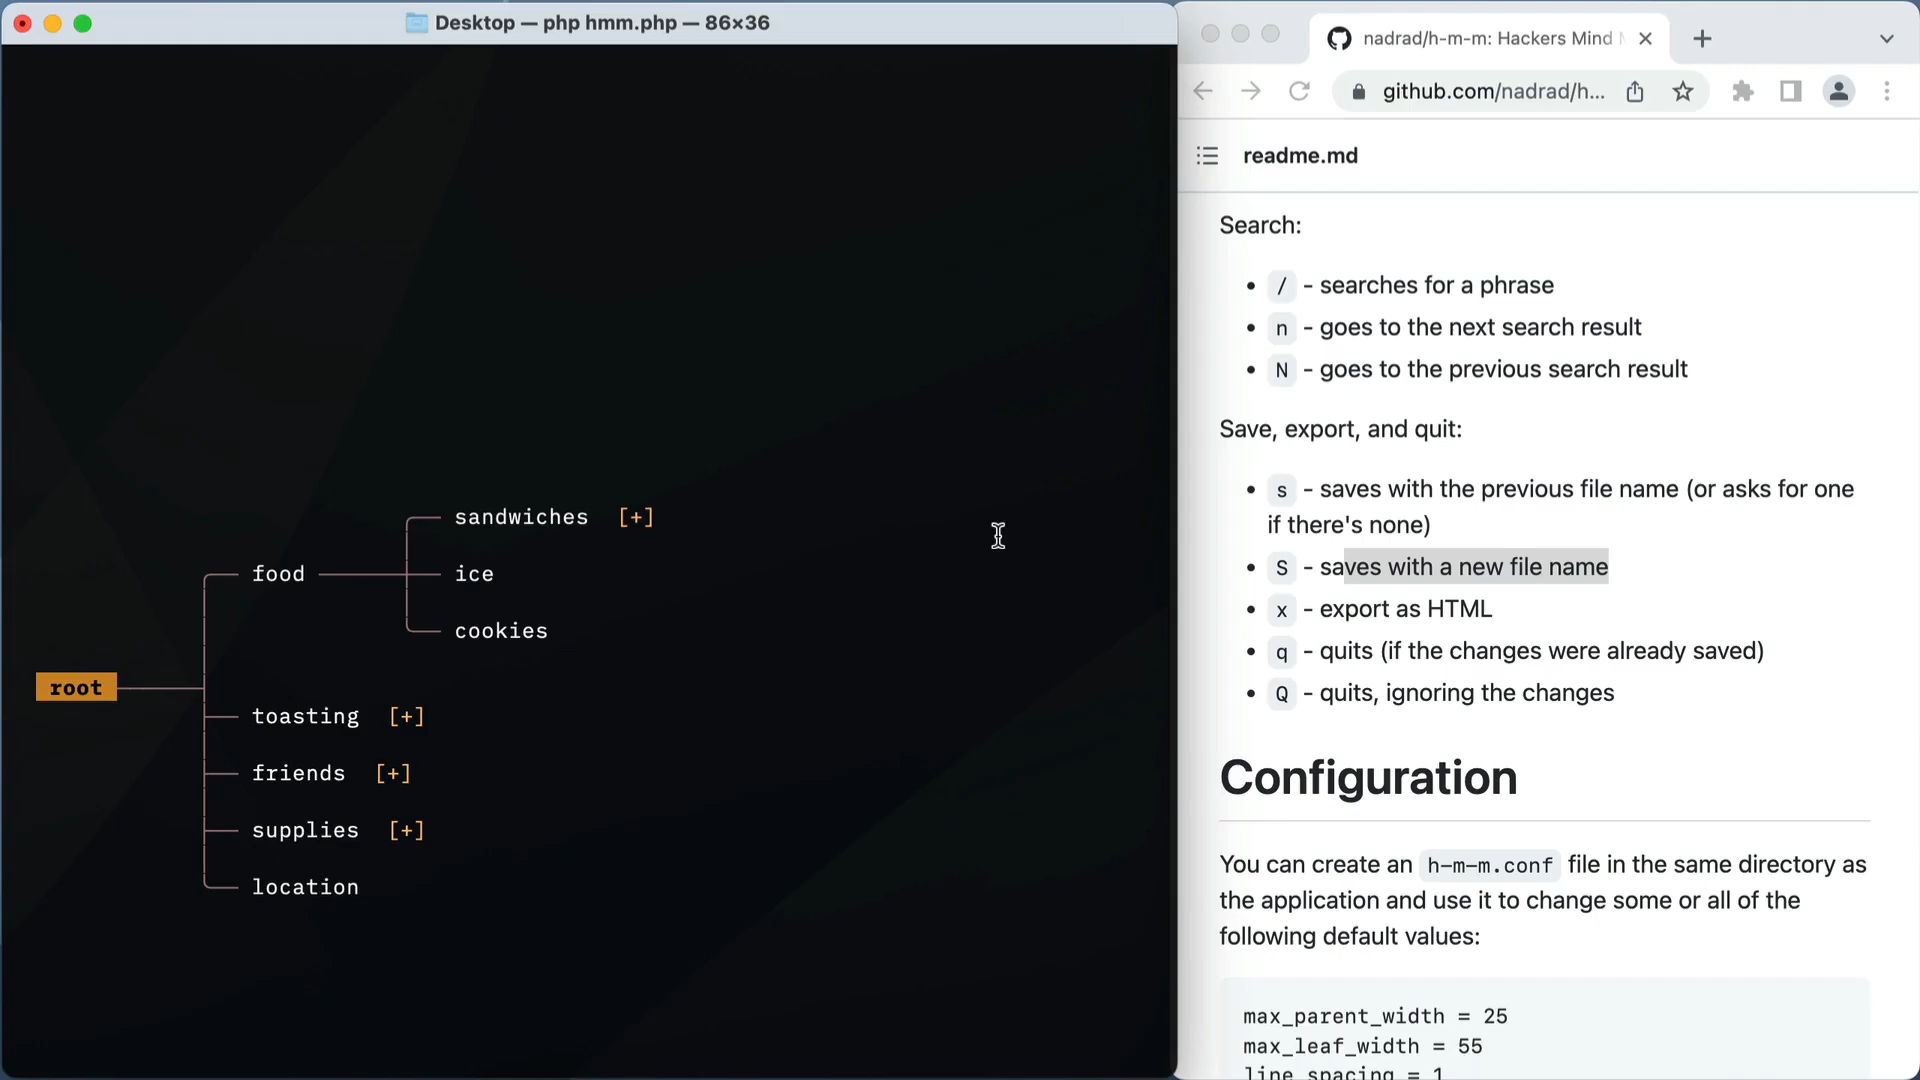 Desktop — php hmm.php — 86×36
sandwiches [+]
food
ice
cookies
root
toasting [+]
friends [+]
supplies [+]
location
nadrad/h-m-m: Hackers Mind
github.com/nadrad/h...
readme.md
Search:
/ - searches for a phrase
n - goes to the next search result
N - goes to the previous search result
Save, export, and quit:
s - saves with the previous file name (or asks for one
if there's none)
S - saves with a new file name
x - export as HTML
q - quits (if the changes were already saved)
Q - quits, ignoring the changes
Configuration
You can create an h-m-m.conf file in the same directory as
the application and use it to change some or all of the
following default values:
max_parent_width = 25
max_leaf_width = 55
line_spacing = 1